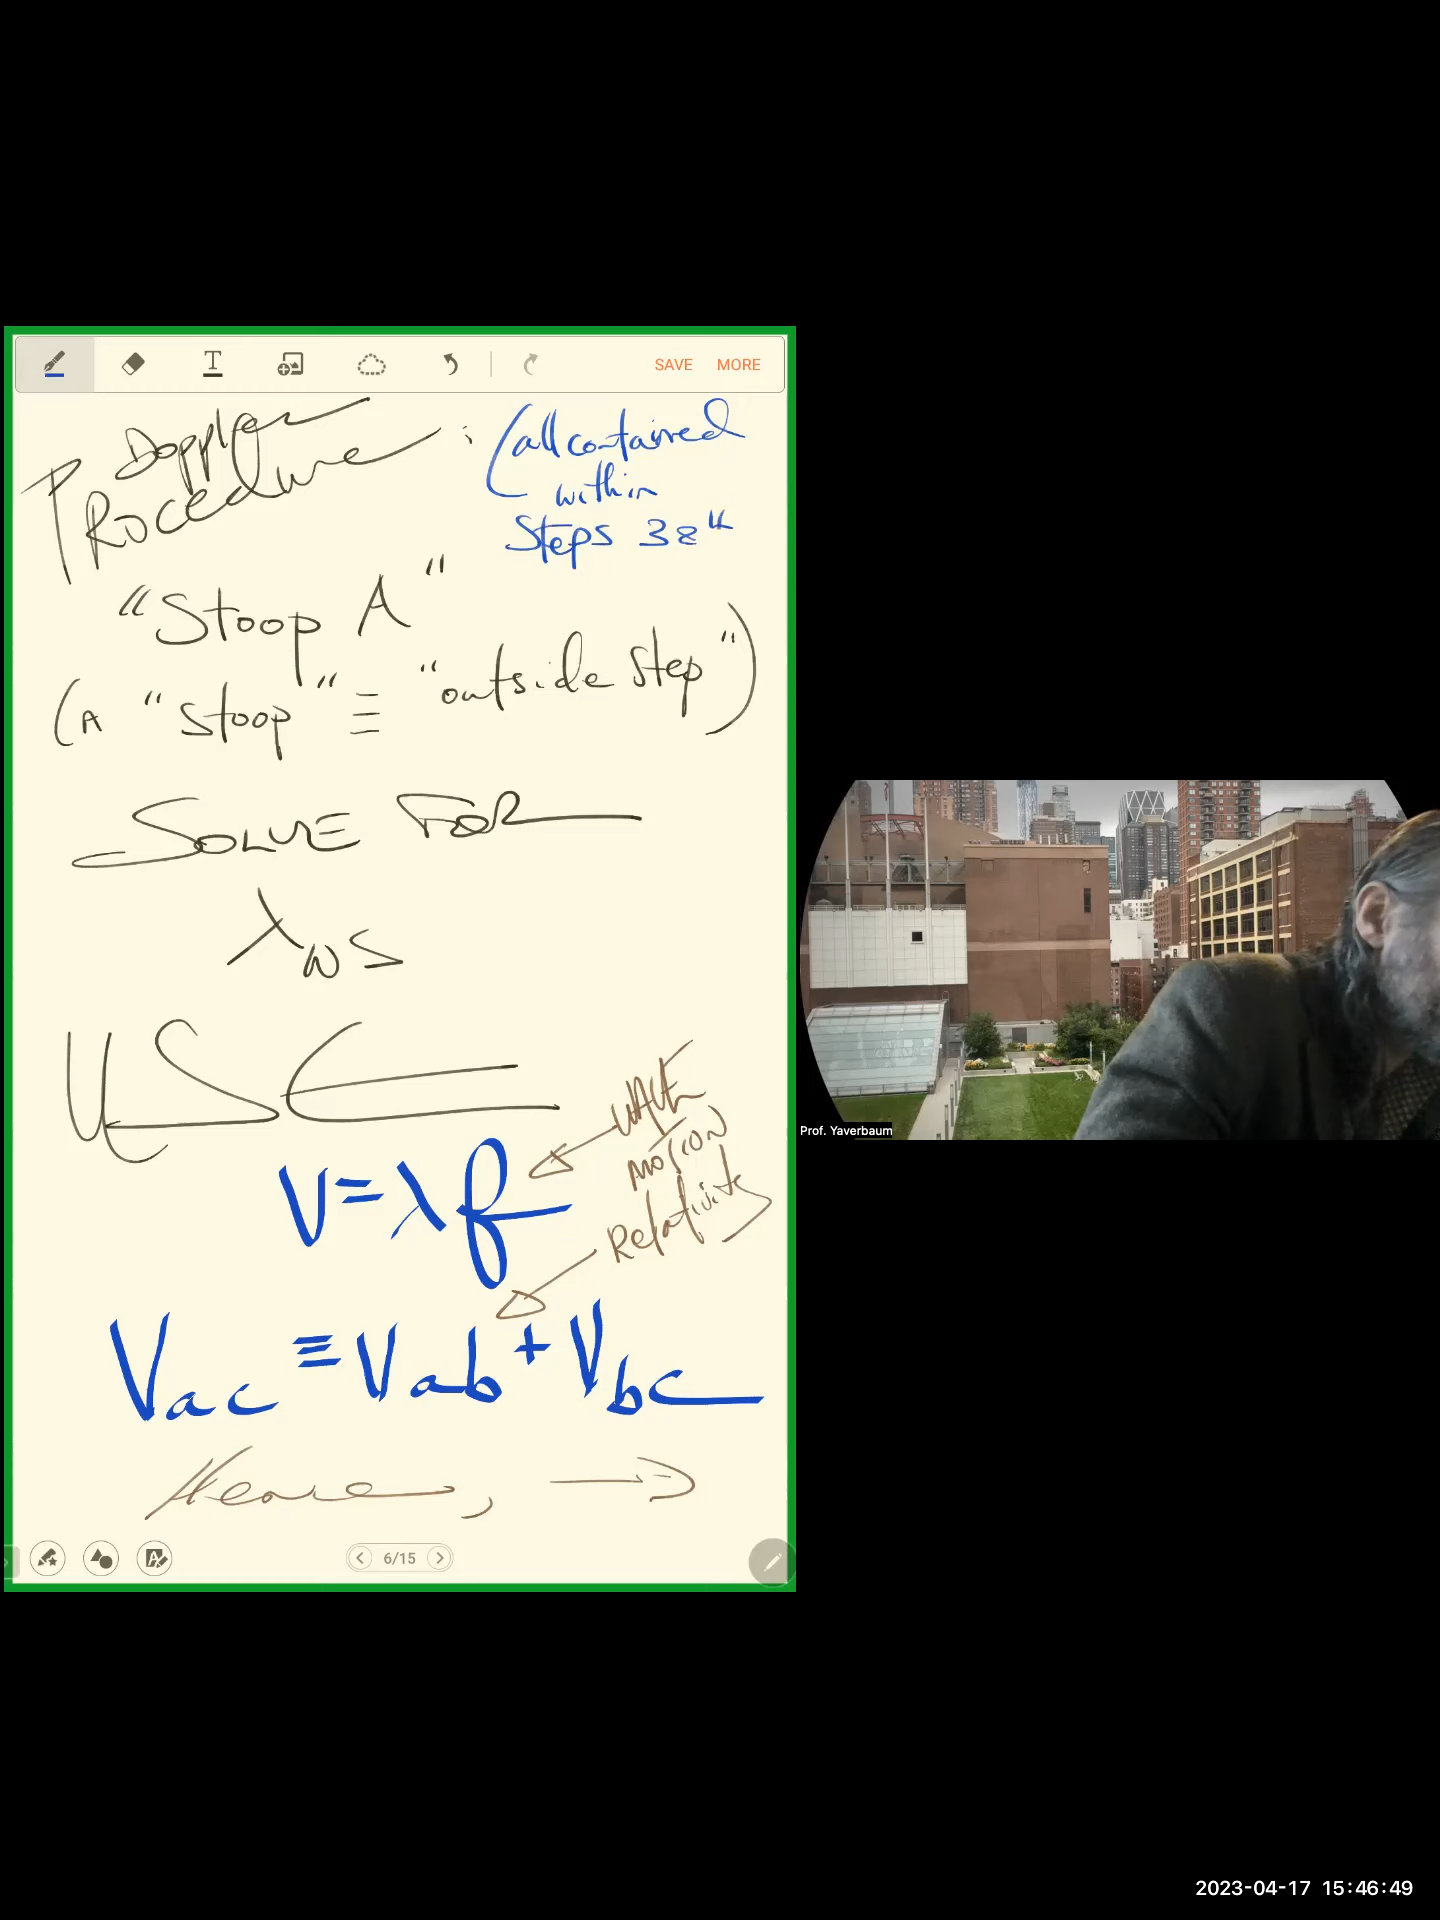 T
SAVE MORE
Doppler
Procedure : (all contained
within
Steps 3 &
"Stoop A"
(A "stoop" ≡ "outside step")
SOLVE FOR
λws
USE
WAVE
MOTION
V = λf
Relativity
Vac ≡ Vab + Vbc
Hence, →
6/15
Prof. Yaverbaum
2023-04-17 15:46:49